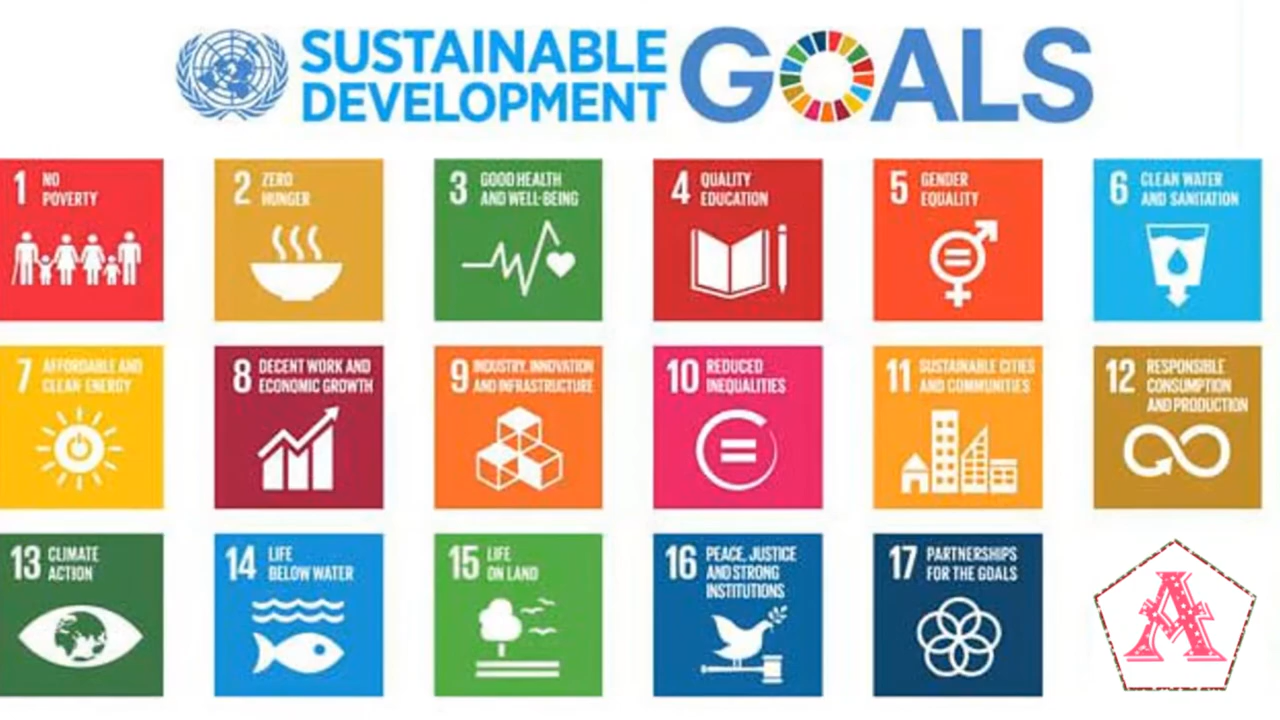 SUSTAINABLE
DEVELOPMENT
GOALS
1 NO
POVERTY
2 ZERO
HUNGER
3 GOOD HEALTH
AND WELL-BEING
4 QUALITY
EDUCATION
5 GENDER
EQUALITY
6 CLEAN WATER
AND SANITATION
7 AFFORDABLE AND
CLEAN ENERGY
8 DECENT WORK AND
ECONOMIC GROWTH
9 INDUSTRY, INNOVATION
AND INFRASTRUCTURE
10 REDUCED
INEQUALITIES
11 SUSTAINABLE CITIES
AND COMMUNITIES
12 RESPONSIBLE
CONSUMPTION
AND PRODUCTION
13 CLIMATE
ACTION
14 LIFE
BELOW WATER
15 LIFE
ON LAND
16 PEACE, JUSTICE
AND STRONG
INSTITUTIONS
17 PARTNERSHIPS
FOR THE GOALS
A